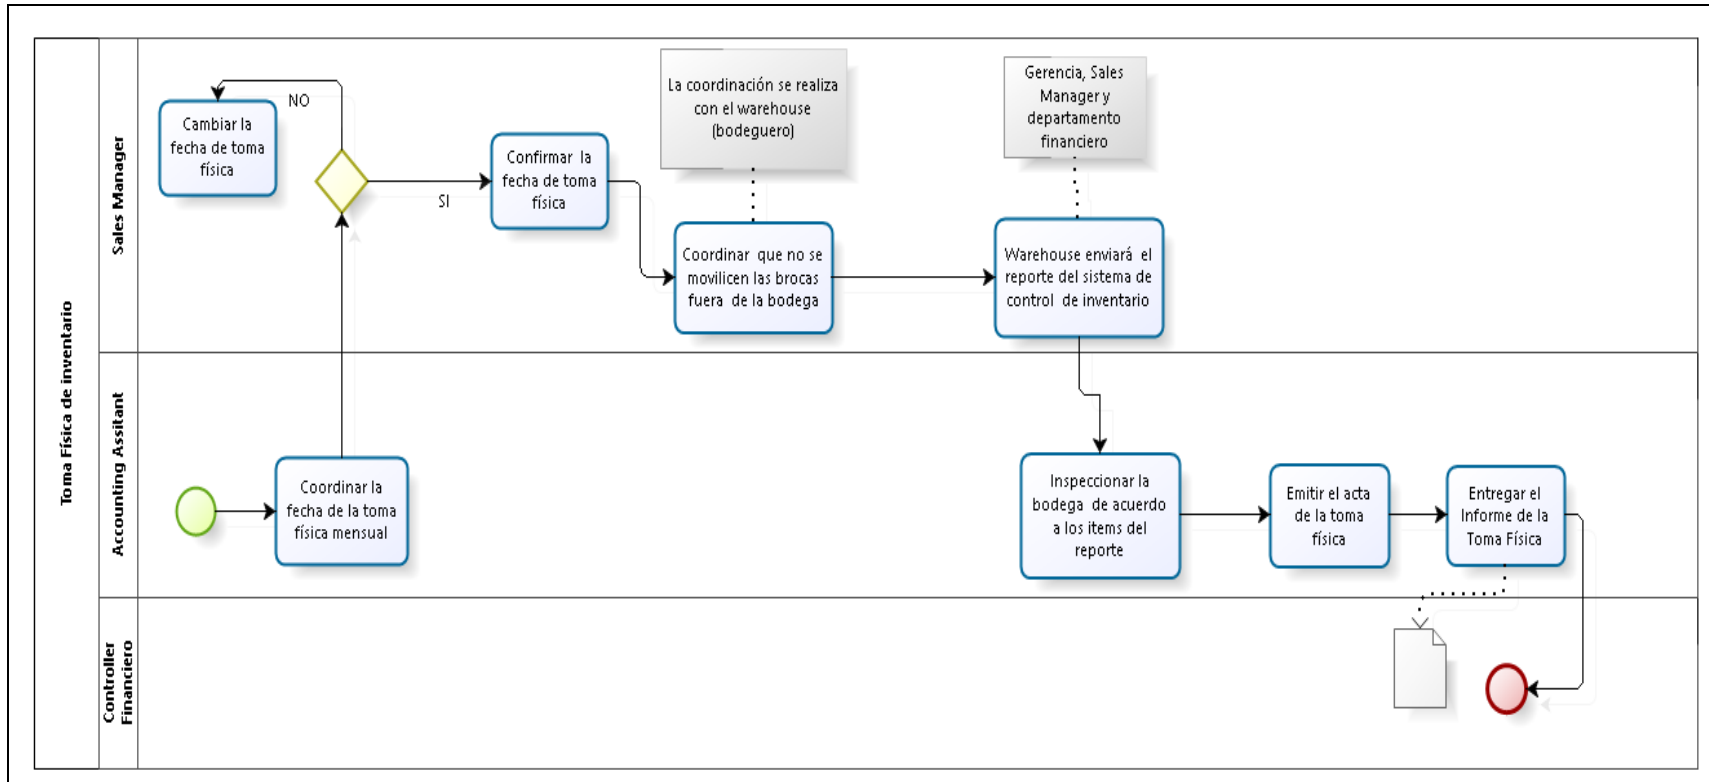 Toma Física de inventario
Sales Manager
Cambiar la
fecha de toma
física
NO
SI
Confirmar la
fecha de toma
física
La coordinación se realiza
con el warehouse
(bodeguero)
Coordinar que no se
movilicen las brocas
fuera de la bodega
Gerencia, Sales
Manager y
departamento
financiero
Warehouse enviará el
reporte del sistema de
control de inventario
Accounting Assitant
Coordinar la
fecha de la toma
física mensual
Inspeccionar la
bodega de acuerdo
a los items del
reporte
Emitir el acta
de la toma
física
Entregar el
Informe de la
Toma Física
Controller
Financiero